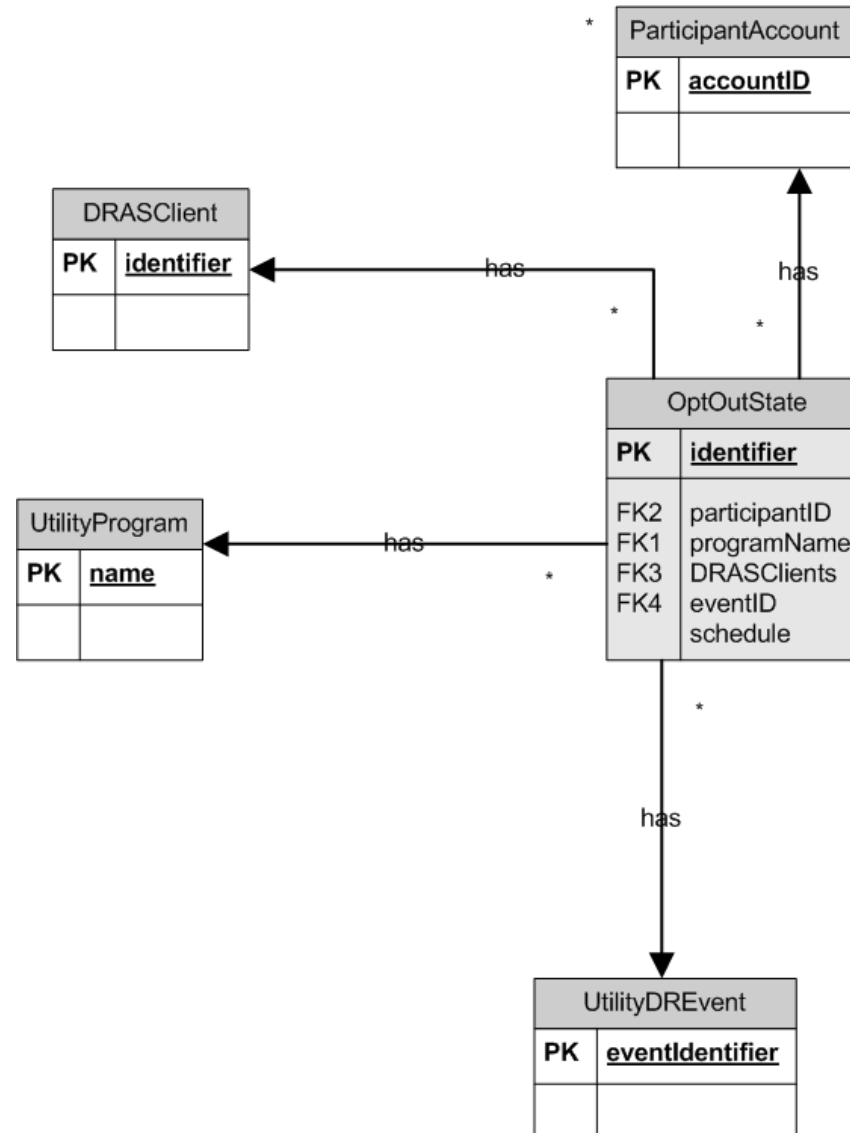 *
ParticipantAccount
PK accountID
DRASClient
PK identifier
has
has
*
*
OptOutState
PK identifier
FK2 participantID
FK1 programName
FK3 DRASClients
FK4 eventID
schedule
UtilityProgram
PK name
has
*
*
has
UtilityDREvent
PK eventIdentifier